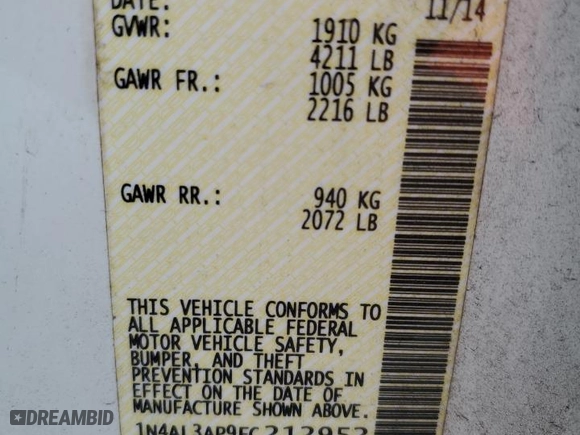 DATE: 11/14
GVWR: 1910 KG
4211 LB
GAWR FR.: 1005 KG
2216 LB
GAWR RR.: 940 KG
2072 LB
THIS VEHICLE CONFORMS TO
ALL APPLICABLE FEDERAL
MOTOR VEHICLE SAFETY,
BUMPER, AND THEFT
PREVENTION STANDARDS IN
EFFECT ON THE DATE OF
MANUFACTURE SHOWN ABOVE.
1N4AL3AP9FC212952
DREAMBID